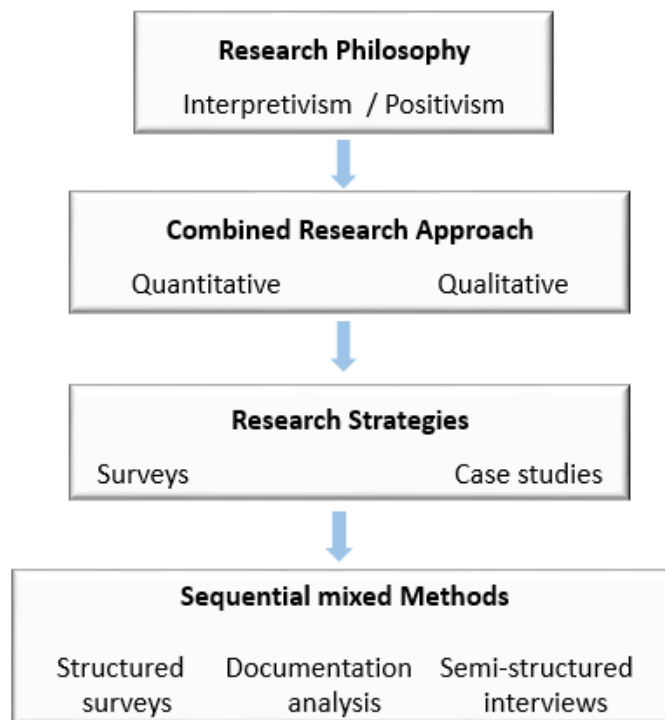 Research Philosophy
Interpretivism / Positivism
Combined Research Approach
Quantitative Qualitative
Research Strategies
Surveys Case studies
Sequential mixed Methods
Structured Documentation Semi-structured
surveys analysis interviews